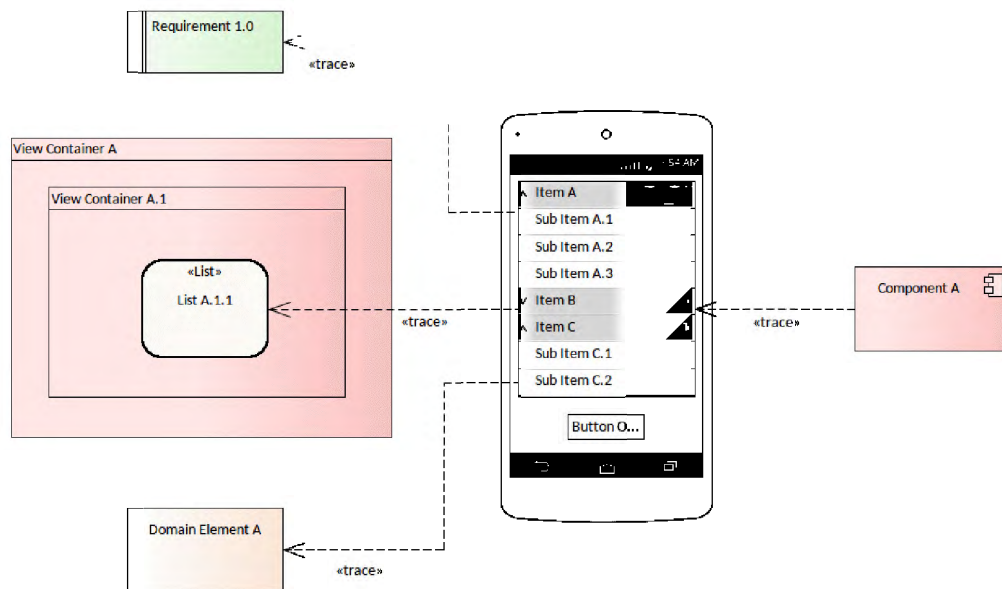 Requirement 1.0
«trace»
View Container A
View Container A.1
«List»
List A.1.1
«trace»
Item A
Sub Item A.1
Sub Item A.2
Sub Item A.3
Item B
Item C
Sub Item C.1
Sub Item C.2
Button O...
«trace»
Component A
Domain Element A
«trace»